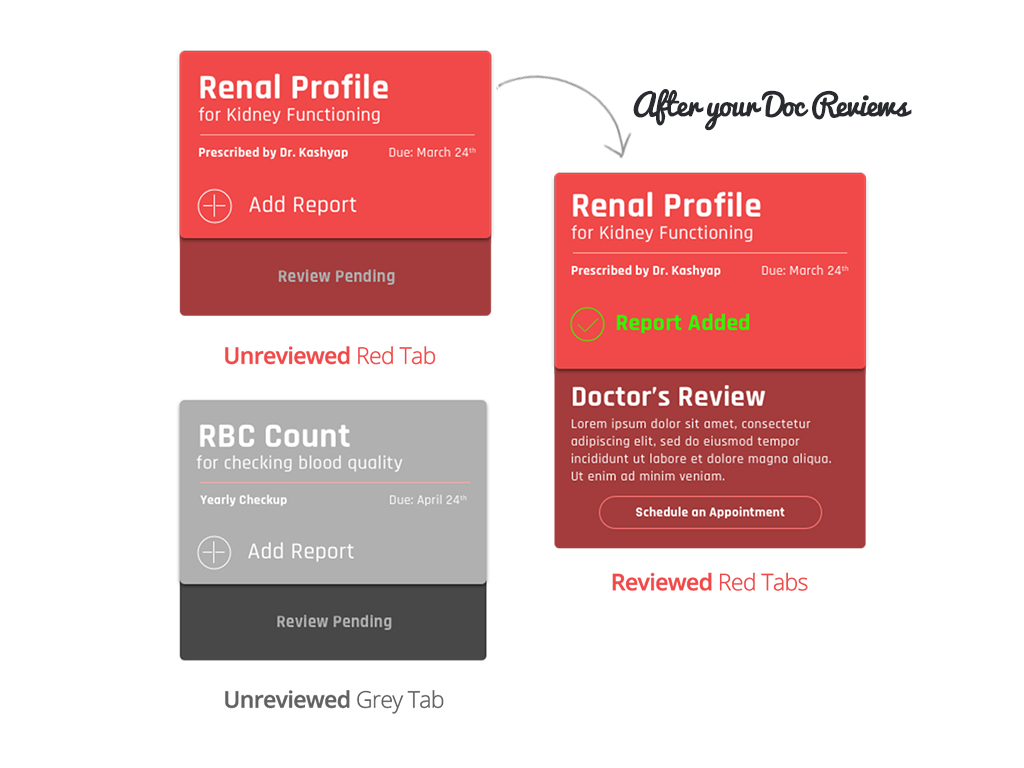 Renal Profile
for Kidney Functioning
Prescribed by Dr. Kashyap Due: March 24th
Add Report
Review Pending
Unreviewed Red Tab
After your Doc Reviews
Renal Profile
for Kidney Functioning
Prescribed by Dr. Kashyap Due: March 24th
Report Added
Doctor's Review
Lorem ipsum dolor sit amet, consectetur
adipiscing elit, sed do eiusmod tempor
incididunt ut labore et dolore magna aliqua.
Ut enim ad minim veniam.
Schedule an Appointment
Reviewed Red Tabs
RBC Count
for checking blood quality
Yearly Checkup Due: April 24th
Add Report
Review Pending
Unreviewed Grey Tab